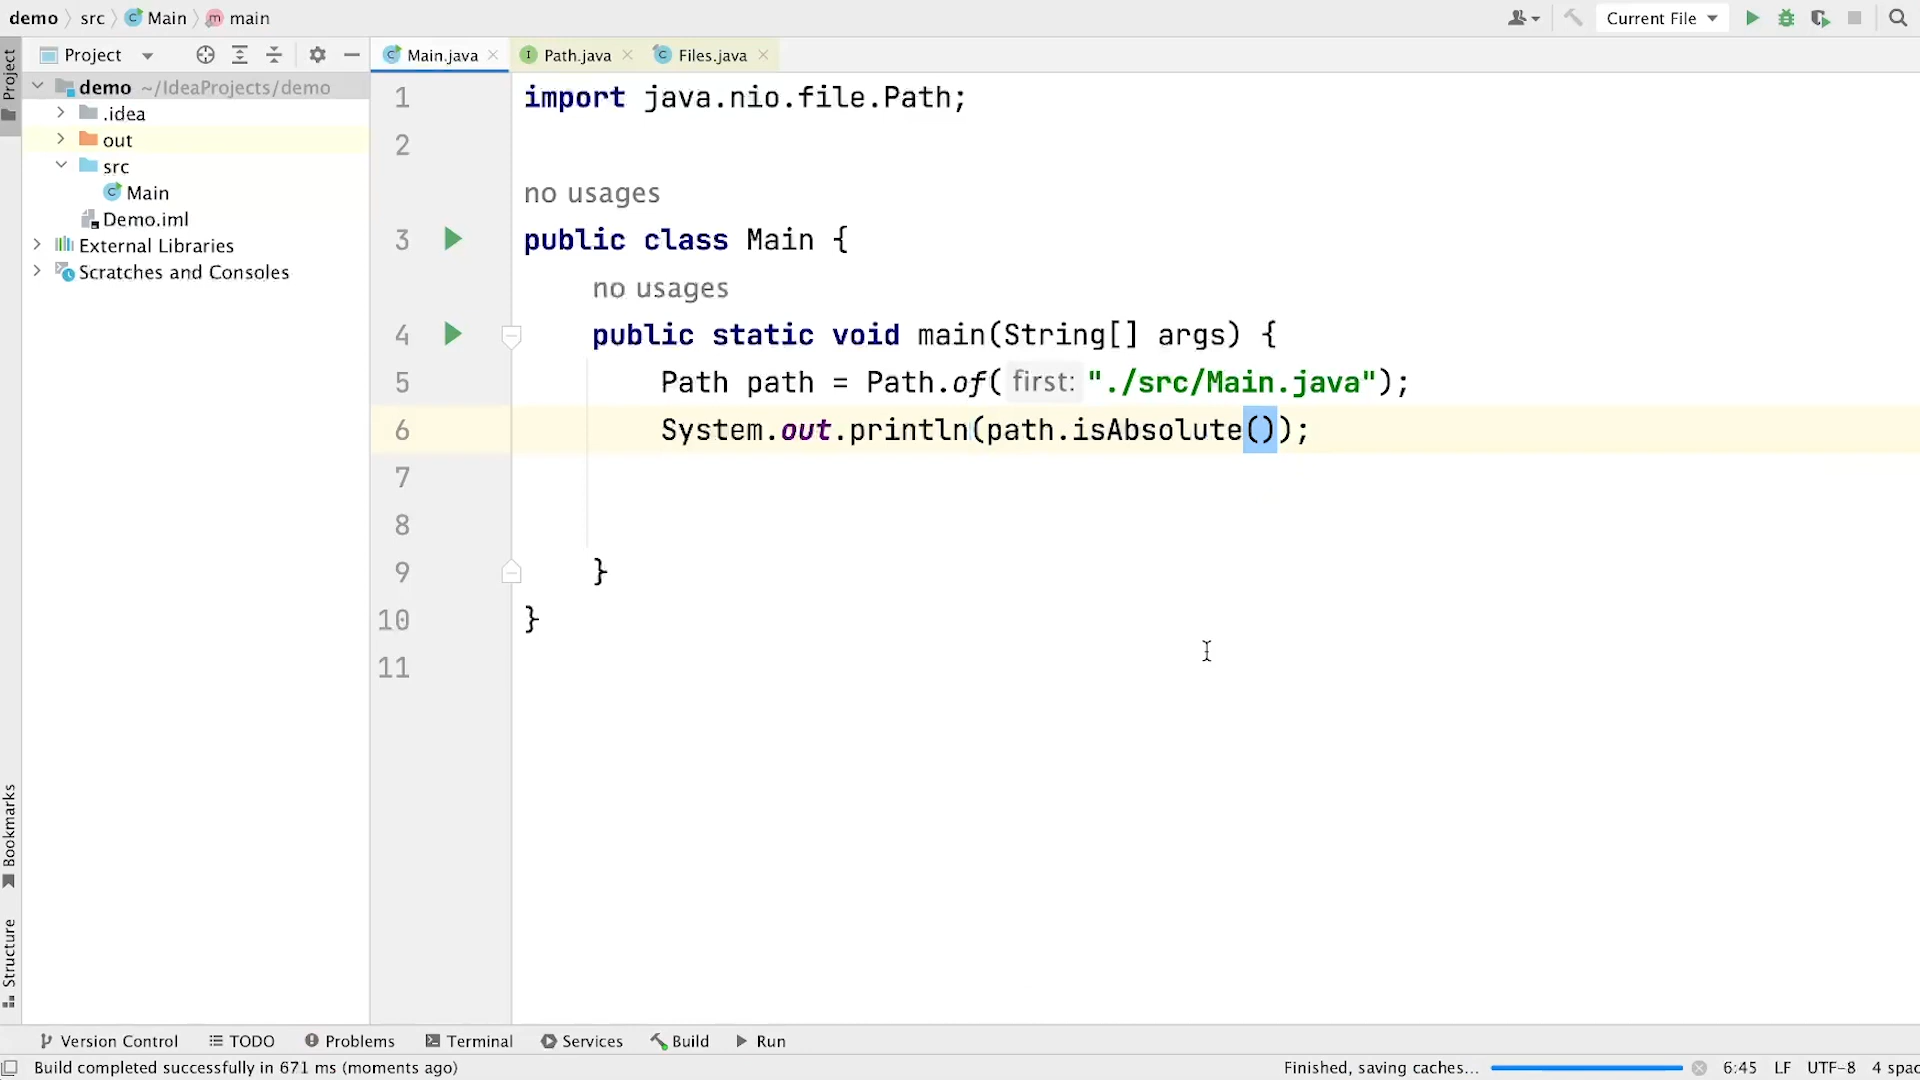 demo src Main main
Current File
Project
Project
Main.java
Path.java
Files.java
demo ~/IdeaProjects/demo
.idea
out
src
Main
Demo.iml
External Libraries
Scratches and Consoles
1 import java.nio.file.Path;
2
no usages
3 public class Main {
no usages
4 public static void main(String[] args) {
5 Path path = Path.of( first: "./src/Main.java");
6 System.out.println(path.isAbsolute());
7
8
9 }
10 }
11
Bookmarks
Structure
Version Control TODO Problems Terminal Services Build Run
Build completed successfully in 671 ms (moments ago)
Finished, saving caches... 6:45 LF UTF-8 4 spac